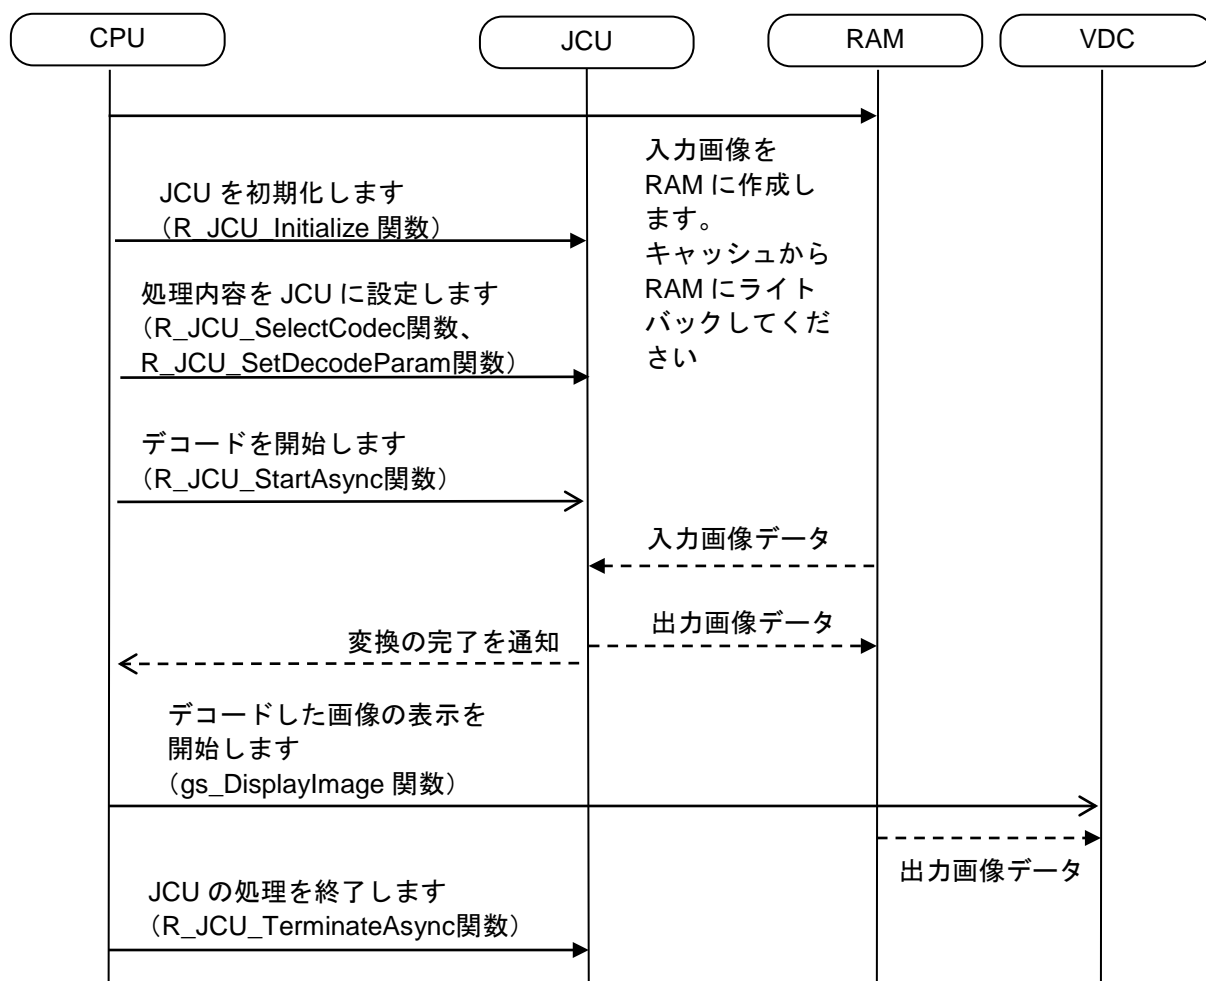 CPU
JCU
RAM
VDC
入力画像を
RAM に作成し
ます。
キャッシュから
RAM にライト
バックしてくだ
さい
JCU を初期化します
（R_JCU_Initialize 関数）
処理内容を JCU に設定します
（R_JCU_SelectCodec関数、
R_JCU_SetDecodeParam関数）
デコードを開始します
（R_JCU_StartAsync関数）
入力画像データ
出力画像データ
変換の完了を通知
デコードした画像の表示を
開始します
（gs_DisplayImage 関数）
出力画像データ
JCU の処理を終了します
（R_JCU_TerminateAsync関数）